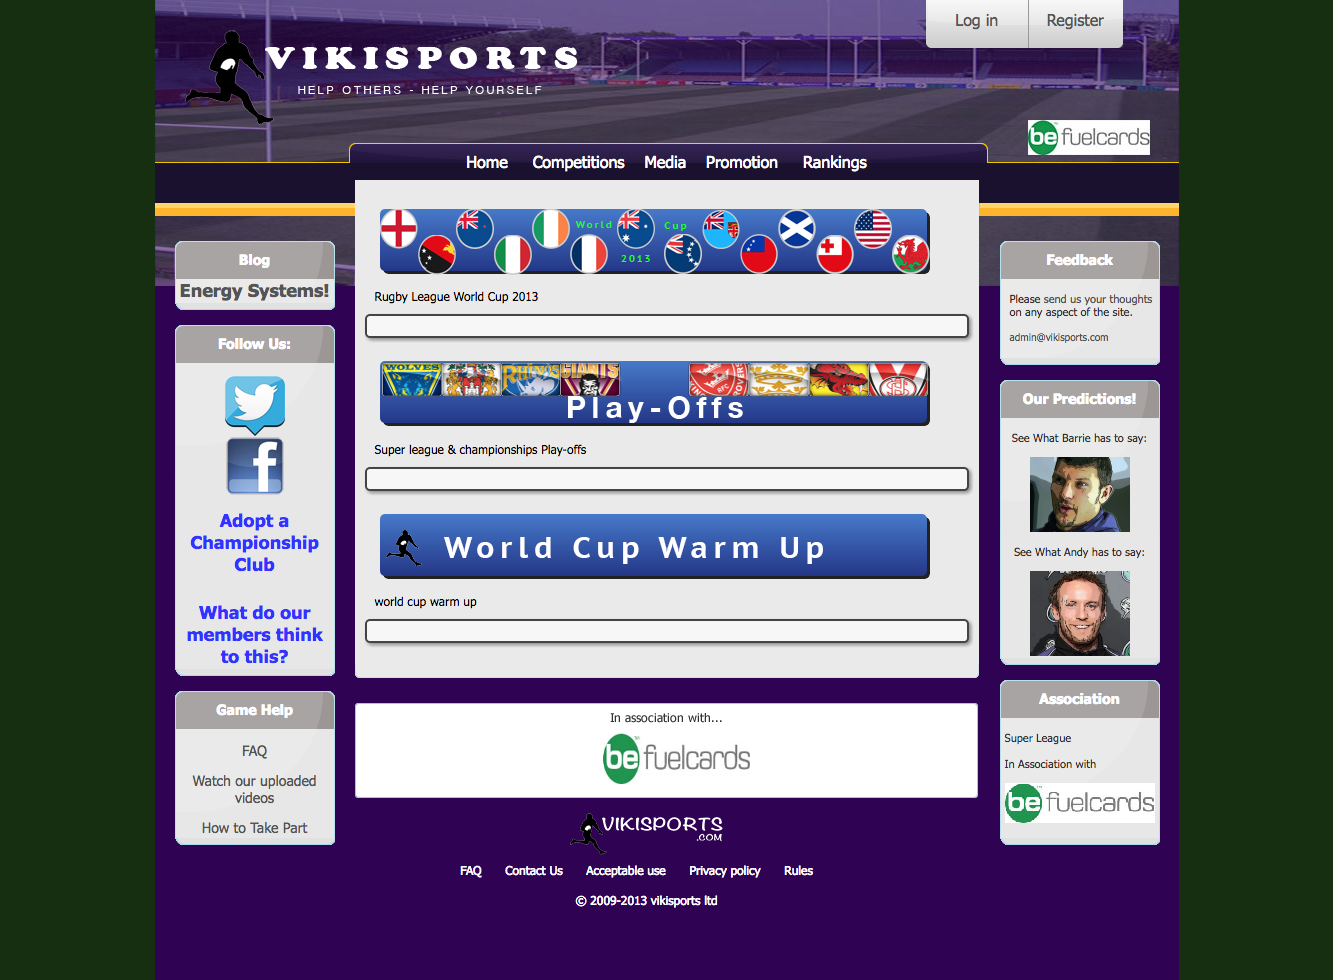 Log in
Register
VIKISPORTS
HELP OTHERS - HELP YOURSELF
be fuelcards
Home
Competitions
Media
Promotion
Rankings
Blog
Energy Systems!
Follow Us:
Adopt a
Championship
Club
What do our
members think
to this?
Game Help
FAQ
Watch our uploaded
videos
How to Take Part
World Cup
2013
Rugby League World Cup 2013
WOLVES
RHINOS
GIANTS
Play-Offs
Super league & championships Play-offs
World Cup Warm Up
world cup warm up
In association with...
be fuelcards
Feedback
Please send us your thoughts
on any aspect of the site.
admin@vikisports.com
Our Predictions!
See What Barrie has to say:
See What Andy has to say:
Association
Super League
In Association with
be fuelcards
VIKISPORTS
.COM
FAQ
Contact Us
Acceptable use
Privacy policy
Rules
© 2009-2013 vikisports ltd